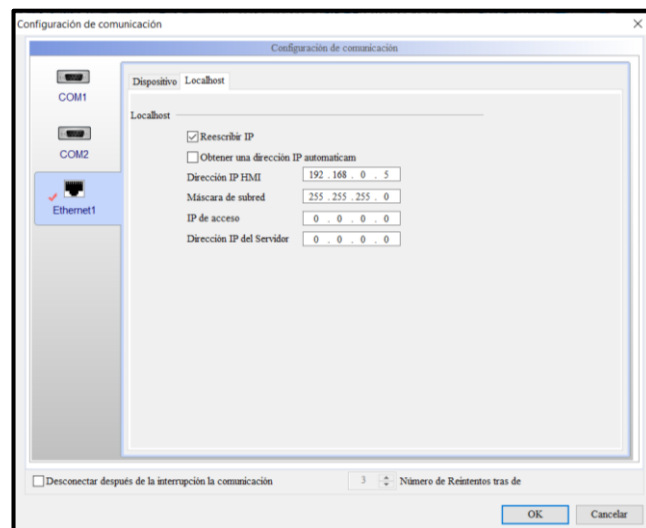 Configuración de comunicación
Configuración de comunicación
COM1
COM2
Ethernet1
Dispositivo Localhost
Localhost
Reescribir IP
Obtener una dirección IP automaticam
Dirección IP HMI 192 . 168 . 0 . 5
Máscara de subred 255 . 255 . 255 . 0
IP de acceso 0 . 0 . 0 . 0
Dirección IP del Servidor 0 . 0 . 0 . 0
Desconectar después de la interrupción la comunicación 3 Número de Reintentos tras de
OK Cancelar